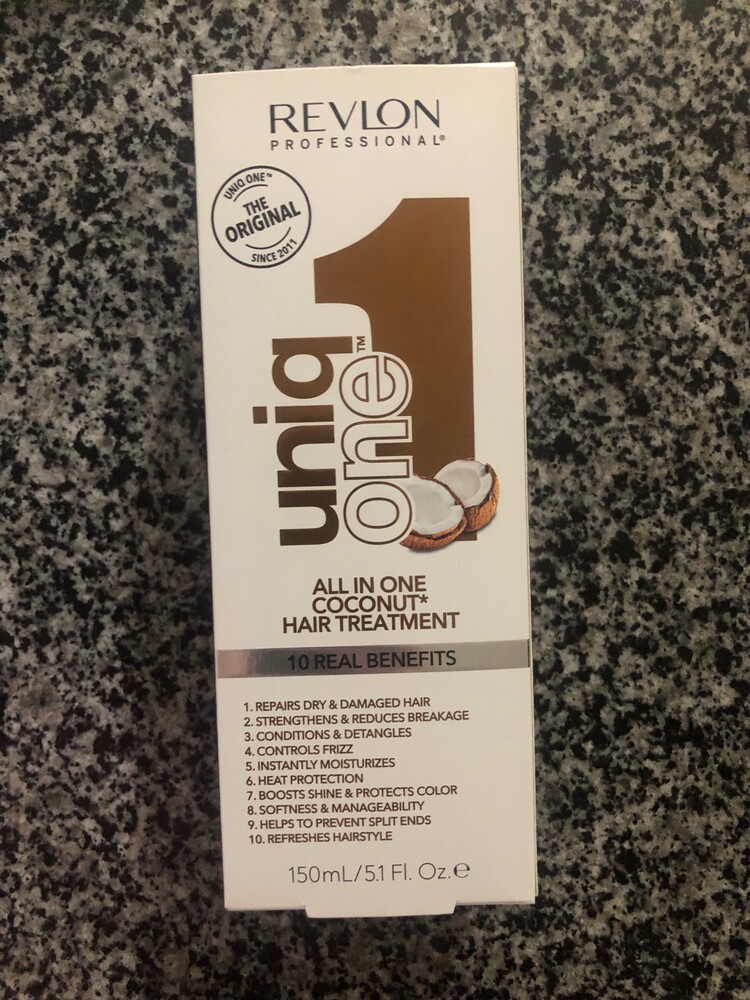 REVLON
PROFESSIONAL®
UNIQ ONE™
THE
ORIGINAL
SINCE 2011
1
uniq
one™
ALL IN ONE
COCONUT*
HAIR TREATMENT
10 REAL BENEFITS
1. REPAIRS DRY & DAMAGED HAIR
2. STRENGTHENS & REDUCES BREAKAGE
3. CONDITIONS & DETANGLES
4. CONTROLS FRIZZ
5. INSTANTLY MOISTURIZES
6. HEAT PROTECTION
7. BOOSTS SHINE & PROTECTS COLOR
8. SOFTNESS & MANAGEABILITY
9. HELPS TO PREVENT SPLIT ENDS
10. REFRESHES HAIRSTYLE
150mL/5.1 Fl. Oz.℮